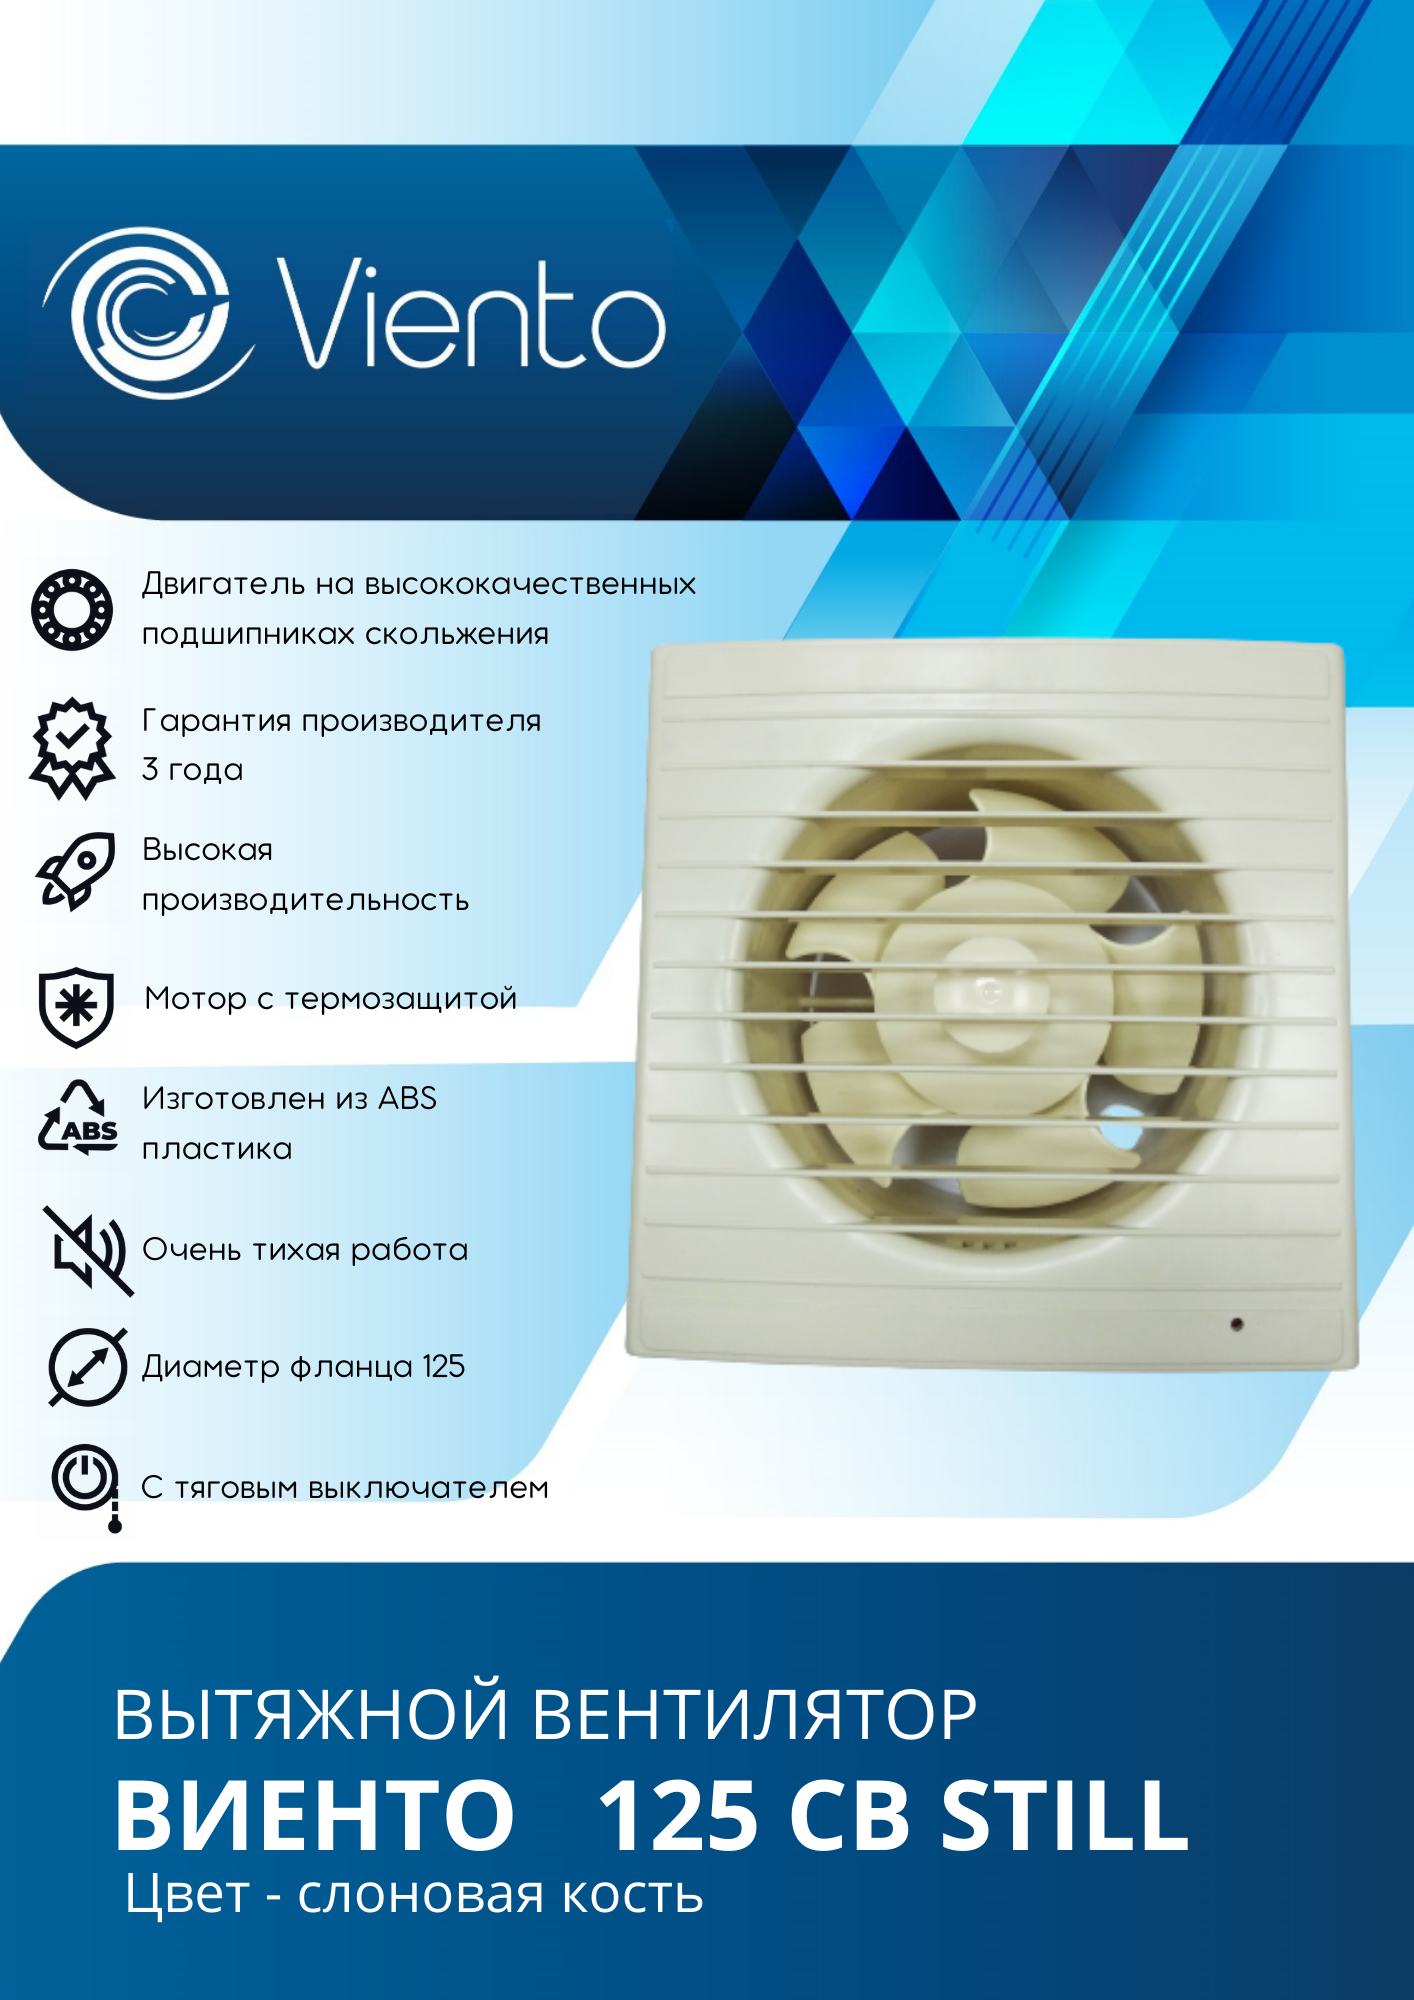 Viento
Двигатель на высококачественных
подшипниках скольжения
Гарантия производителя
3 года
Высокая
производительность
Мотор с термозащитой
Изготовлен из ABS
пластика
ABS
Очень тихая работа
Диаметр фланца 125
С тяговым выключателем
ВЫТЯЖНОЙ ВЕНТИЛЯТОР
ВИЕНТО 125 СВ STILL
Цвет - слоновая кость